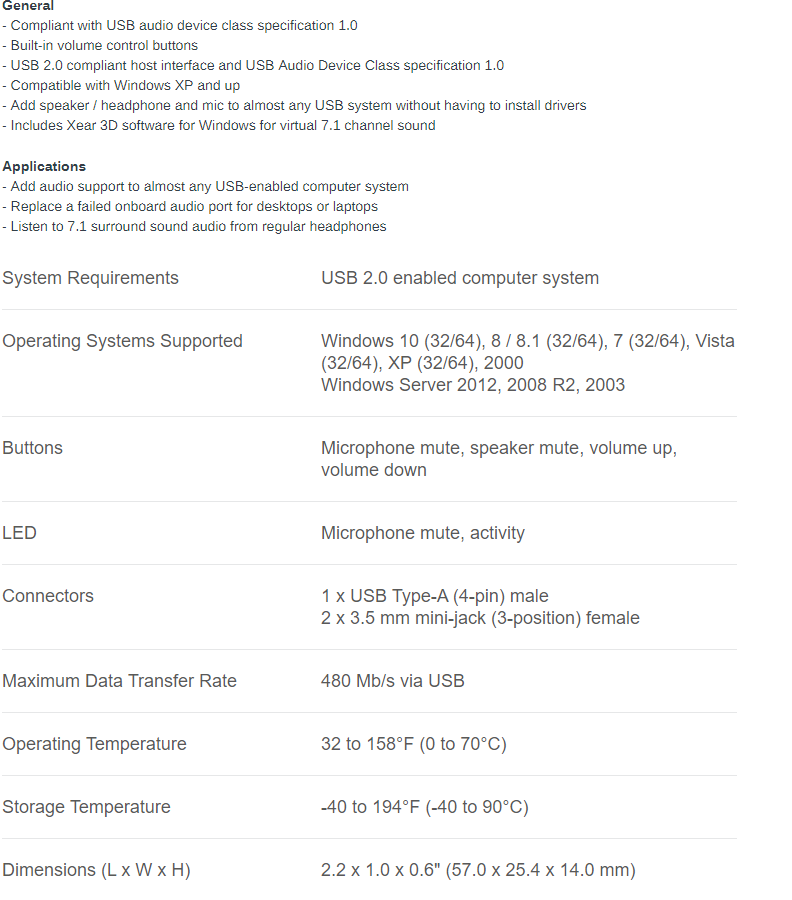 General
- Compliant with USB audio device class specification 1.0
- Built-in volume control buttons
- USB 2.0 compliant host interface and USB Audio Device Class specification 1.0
- Compatible with Windows XP and up
- Add speaker / headphone and mic to almost any USB system without having to install drivers
- Includes Xear 3D software for Windows for virtual 7.1 channel sound
Applications
- Add audio support to almost any USB-enabled computer system
- Replace a failed onboard audio port for desktops or laptops
- Listen to 7.1 surround sound audio from regular headphones
System Requirements USB 2.0 enabled computer system
Operating Systems Supported Windows 10 (32/64), 8 / 8.1 (32/64), 7 (32/64), Vista
(32/64), XP (32/64), 2000
Windows Server 2012, 2008 R2, 2003
Buttons Microphone mute, speaker mute, volume up,
volume down
LED Microphone mute, activity
Connectors 1 x USB Type-A (4-pin) male
2 x 3.5 mm mini-jack (3-position) female
Maximum Data Transfer Rate 480 Mb/s via USB
Operating Temperature 32 to 158°F (0 to 70°C)
Storage Temperature -40 to 194°F (-40 to 90°C)
Dimensions (L x W x H) 2.2 x 1.0 x 0.6" (57.0 x 25.4 x 14.0 mm)